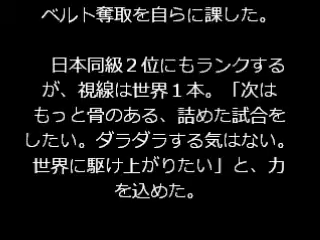 ベルト奪取を自らに課した。
日本同級２位にもランクする
が、視線は世界１本。「次は
もっと骨のある、詰めた試合を
したい。ダラダラする気はない。
世界に駆け上がりたい」と、力
を込めた。